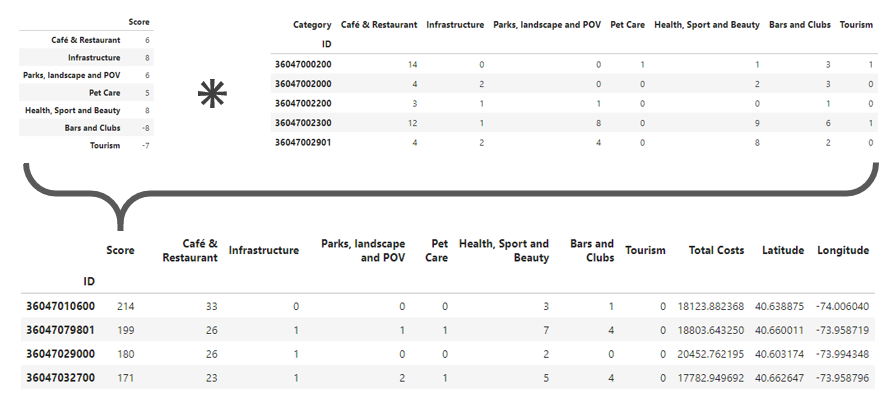 Score
Café & Restaurant 6
Infrastructure 8
Parks, landscape and POV 6
Pet Care 5
Health, Sport and Beauty 8
Bars and Clubs -8
Tourism -7
*
Category Café & Restaurant Infrastructure Parks, landscape and POV Pet Care Health, Sport and Beauty Bars and Clubs Tourism
ID
36047000200 14 0 0 1 1 3 1
36047002000 4 2 0 0 2 3 0
36047002200 3 1 1 0 0 1 0
36047002300 12 1 8 0 9 6 1
36047002901 4 2 4 0 8 2 0
Score Café & Restaurant Infrastructure Parks, landscape and POV Pet Care Health, Sport and Beauty Bars and Clubs Tourism Total Costs Latitude Longitude
ID
36047010600 214 33 0 0 0 3 1 0 18123.882368 40.638875 -74.006040
36047079801 199 26 1 1 1 7 4 0 18803.643250 40.660011 -73.958719
36047029000 180 26 1 0 0 2 0 0 20452.762195 40.603174 -73.994348
36047032700 171 23 1 2 1 5 4 0 17782.949692 40.662647 -73.958796